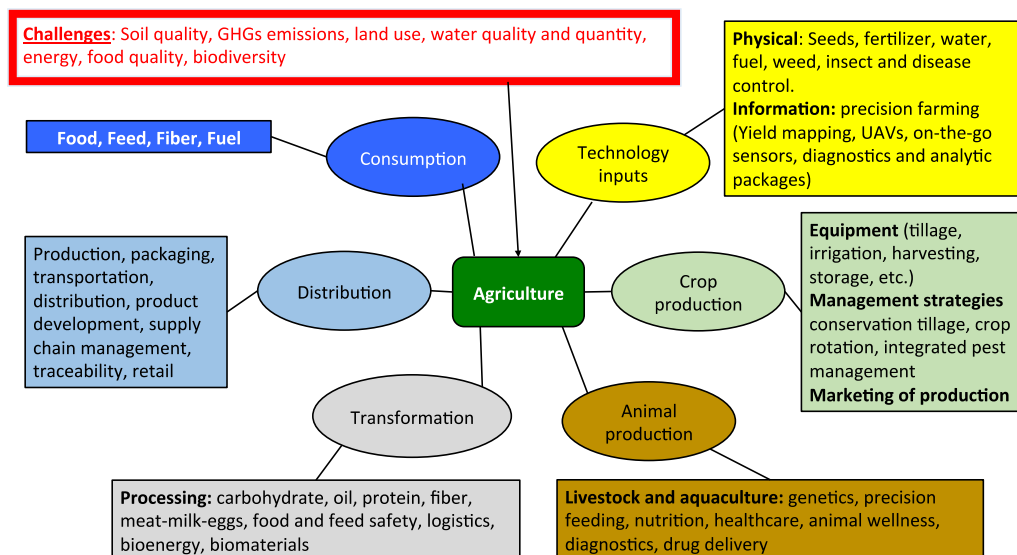 Challenges: Soil quality, GHGs emissions, land use, water quality and quantity,
energy, food quality, biodiversity
Physical: Seeds, fertilizer, water,
fuel, weed, insect and disease
control.
Information: precision farming
(Yield mapping, UAVs, on-the-go
sensors, diagnostics and analytic
packages)
Food, Feed, Fiber, Fuel
Consumption
Technology
inputs
Production, packaging,
transportation,
distribution, product
development, supply
chain management,
traceability, retail
Distribution
Agriculture
Crop
production
Equipment (tillage,
irrigation, harvesting,
storage, etc.)
Management strategies
conservation tillage, crop
rotation, integrated pest
management
Marketing of production
Transformation
Animal
production
Processing: carbohydrate, oil, protein, fiber,
meat-milk-eggs, food and feed safety, logistics,
bioenergy, biomaterials
Livestock and aquaculture: genetics, precision
feeding, nutrition, healthcare, animal wellness,
diagnostics, drug delivery